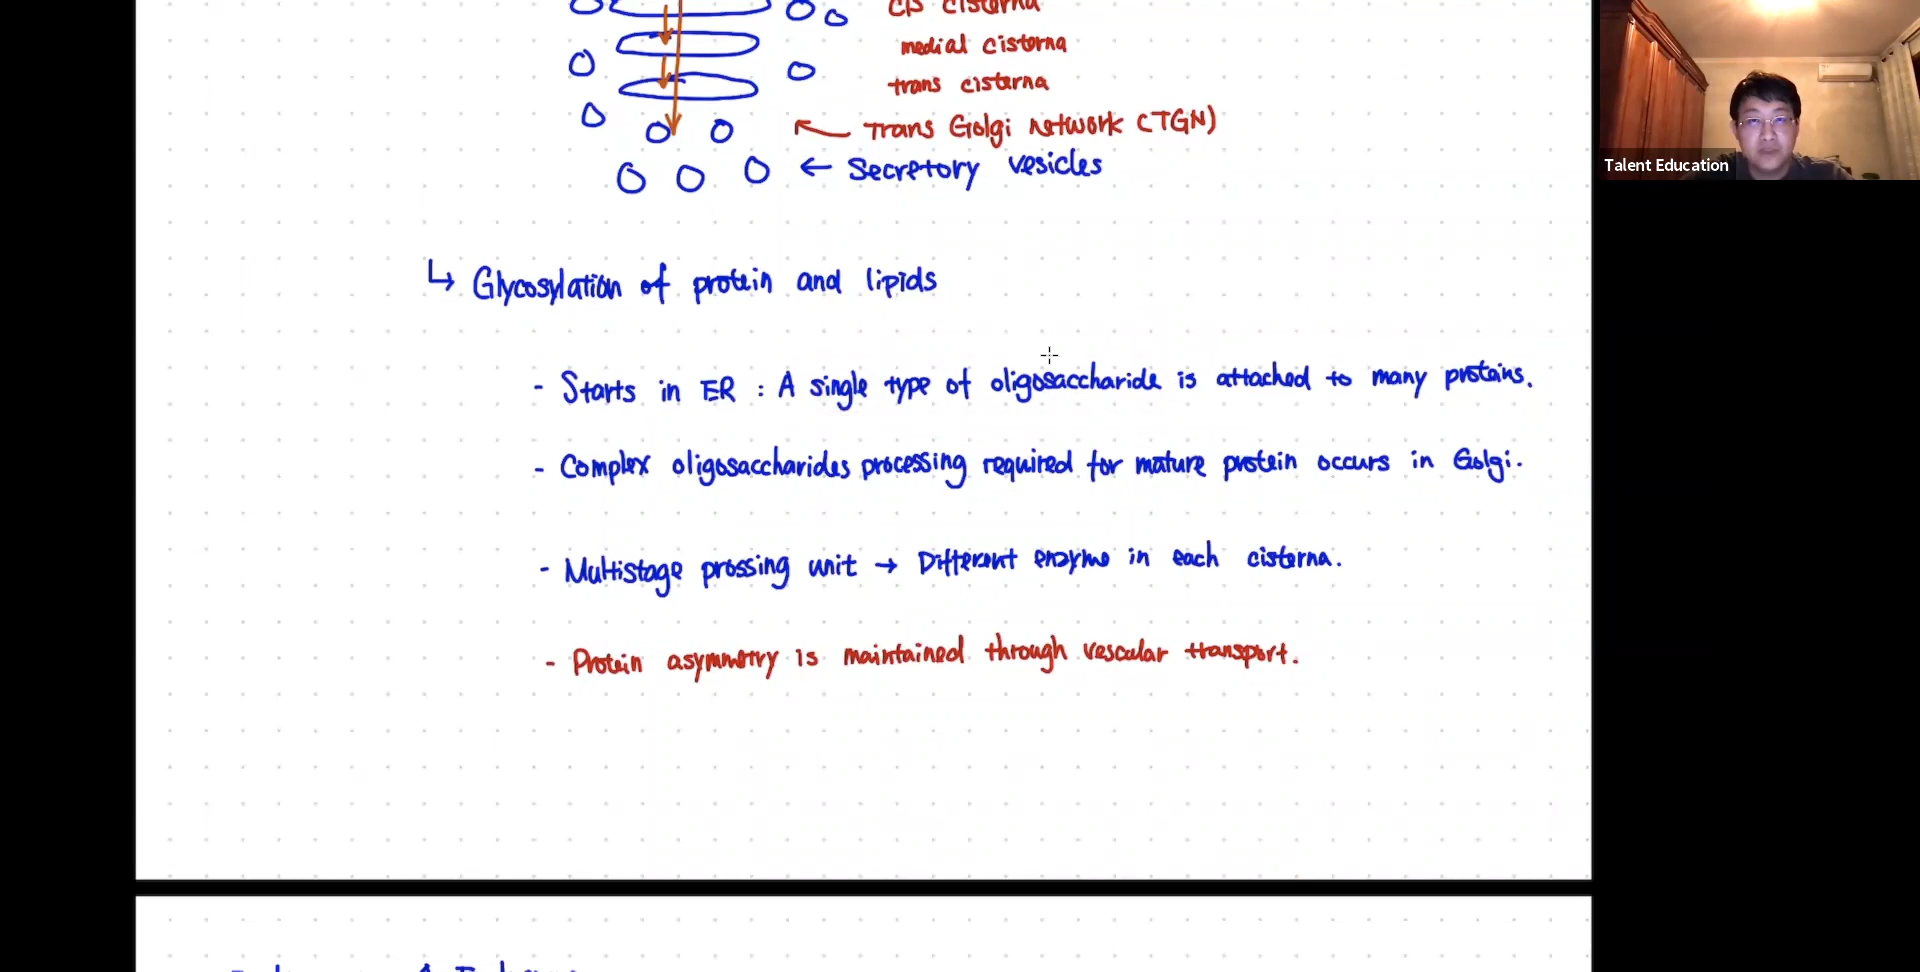 cis cisterna
medial cisterna
trans cisterna
Trans Golgi network (TGN)
← Secretory vesicles
Talent Education
↳ Glycosylation of protein and lipids
- Starts in ER : A single type of oligosaccharide is attached to many proteins.
- Complex oligosaccharides processing required for mature protein occurs in Golgi.
- Multistage prossing unit → Different enzyme in each cisterna.
- Protein asymmetry is maintained through vescular transport.